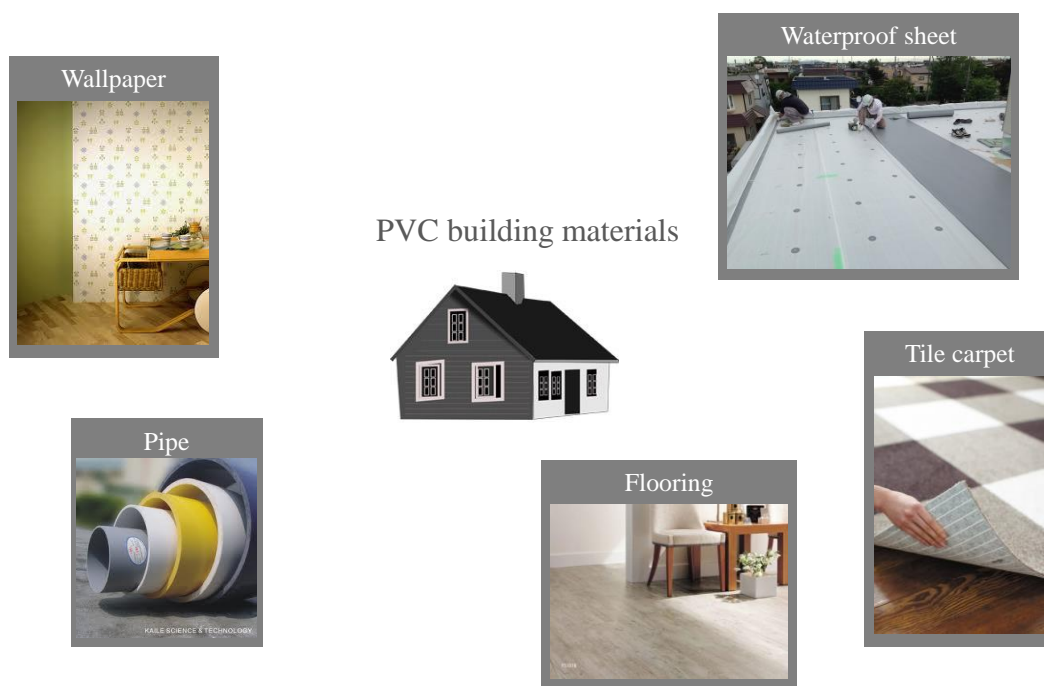 Waterproof sheet
Wallpaper
PVC building materials
Tile carpet
Pipe
Flooring
KAILE SCIENCE & TECHNOLOGY